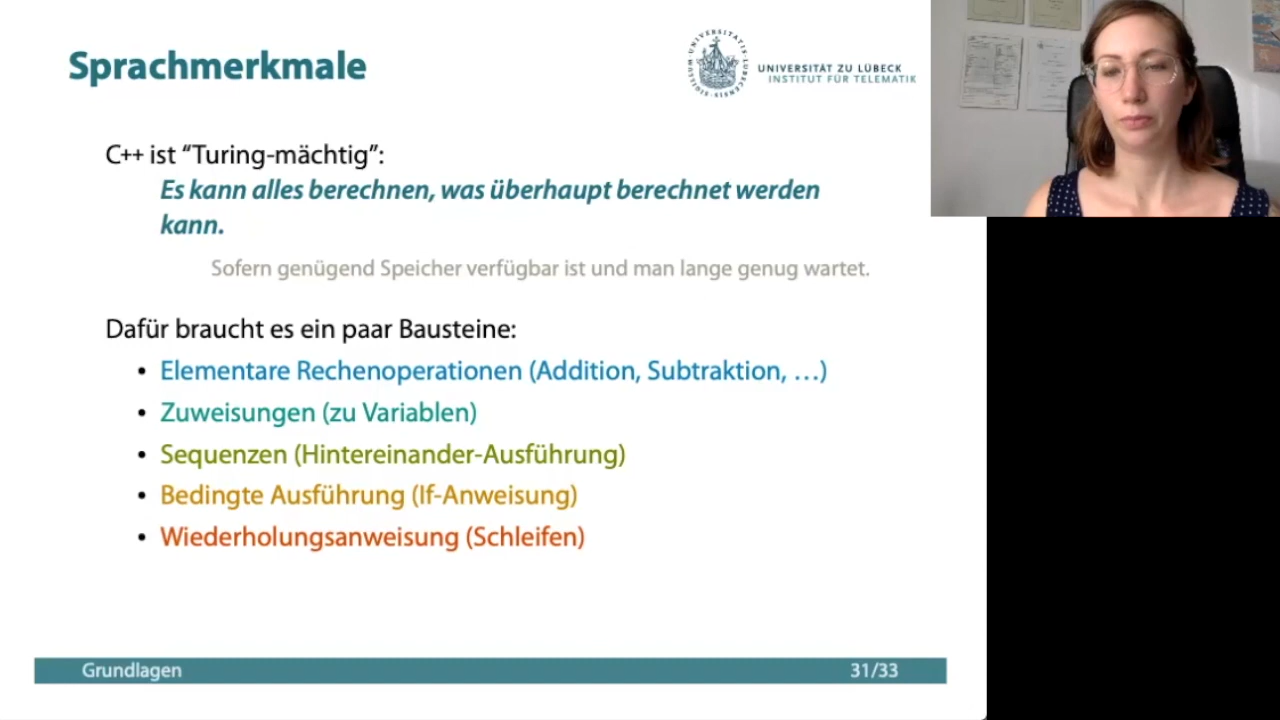 Sprachmerkmale
UNIVERSITÄT ZU LÜBECK
INSTITUT FÜR TELEMATIK
C++ ist “Turing-mächtig”:
Es kann alles berechnen, was überhaupt berechnet werden
kann.
Sofern genügend Speicher verfügbar ist und man lange genug wartet.
Dafür braucht es ein paar Bausteine:
• Elementare Rechenoperationen (Addition, Subtraktion, …)
• Zuweisungen (zu Variablen)
• Sequenzen (Hintereinander-Ausführung)
• Bedingte Ausführung (If-Anweisung)
• Wiederholungsanweisung (Schleifen)
Grundlagen
31/33